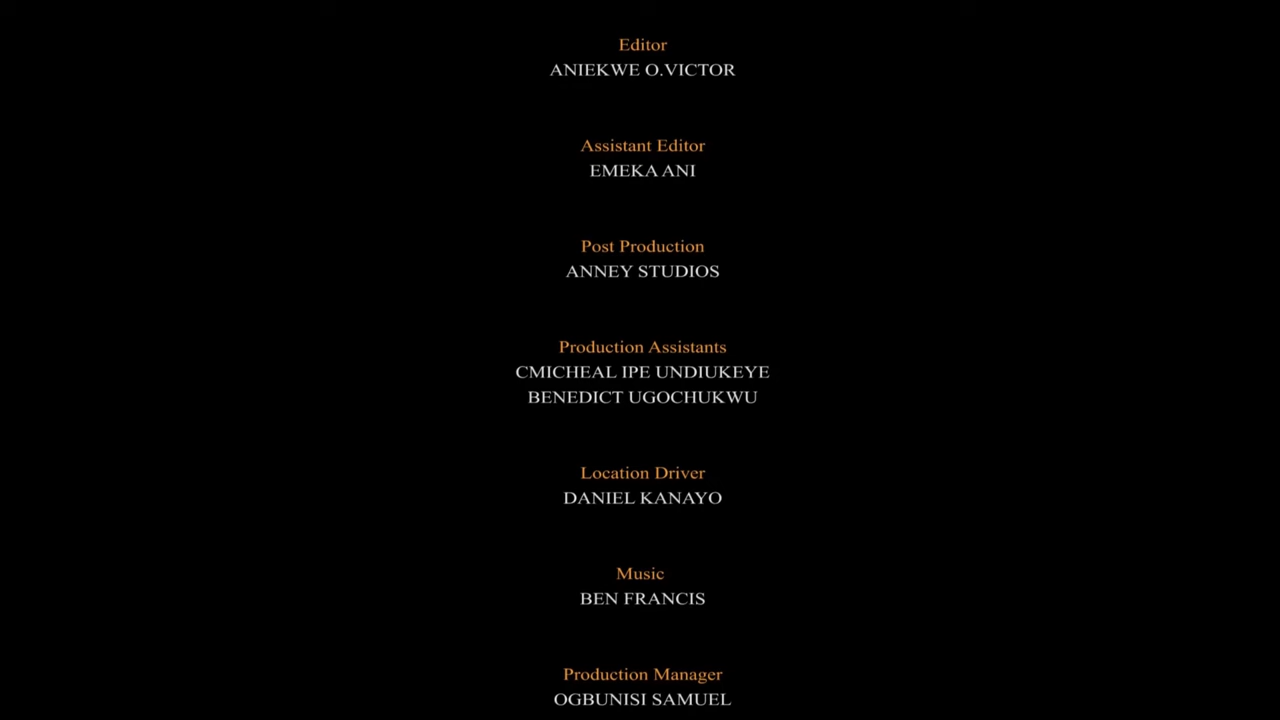 Editor
ANIEKWE O.VICTOR
Assistant Editor
EMEKA ANI
Post Production
ANNEY STUDIOS
Production Assistants
CMICHEAL IPE UNDIUKEYE
BENEDICT UGOCHUKWU
Location Driver
DANIEL KANAYO
Music
BEN FRANCIS
Production Manager
OGBUNISI SAMUEL